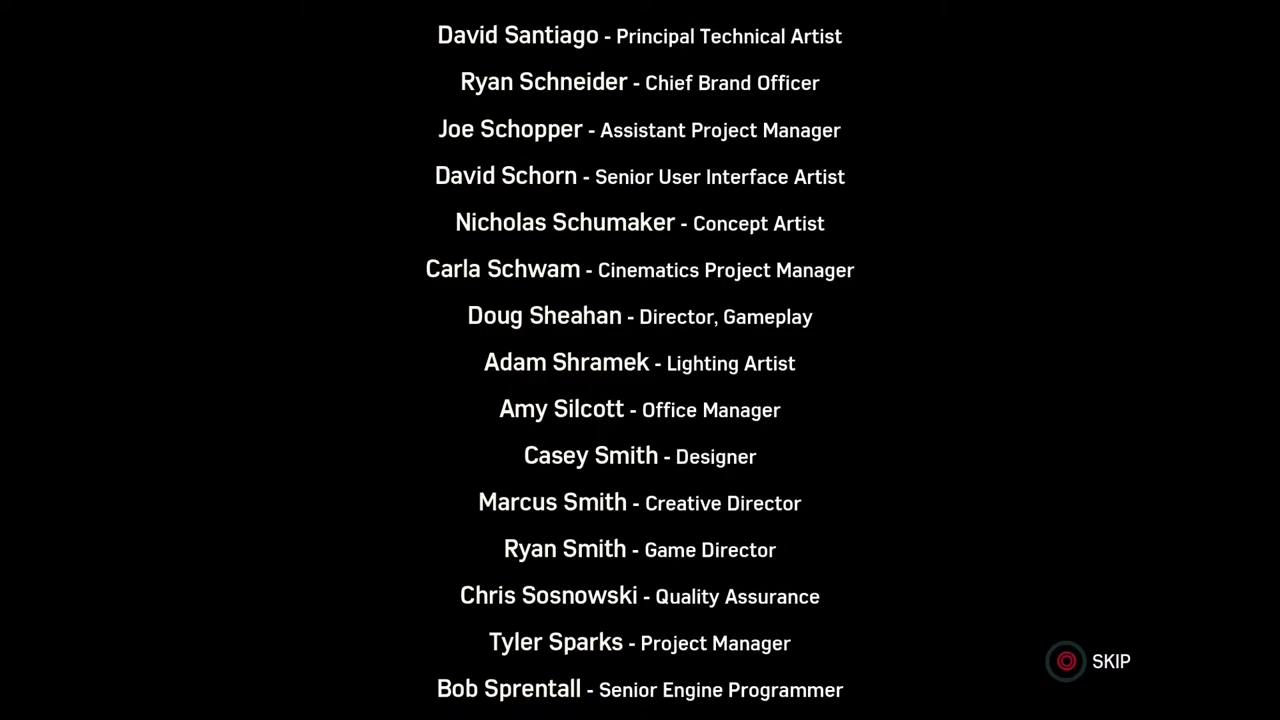 David Santiago - Principal Technical Artist
Ryan Schneider - Chief Brand Officer
Joe Schopper - Assistant Project Manager
David Schorn - Senior User Interface Artist
Nicholas Schumaker - Concept Artist
Carla Schwam - Cinematics Project Manager
Doug Sheahan - Director, Gameplay
Adam Shramek - Lighting Artist
Amy Silcott - Office Manager
Casey Smith - Designer
Marcus Smith - Creative Director
Ryan Smith - Game Director
Chris Sosnowski - Quality Assurance
Tyler Sparks - Project Manager
SKIP
Bob Sprentall - Senior Engine Programmer